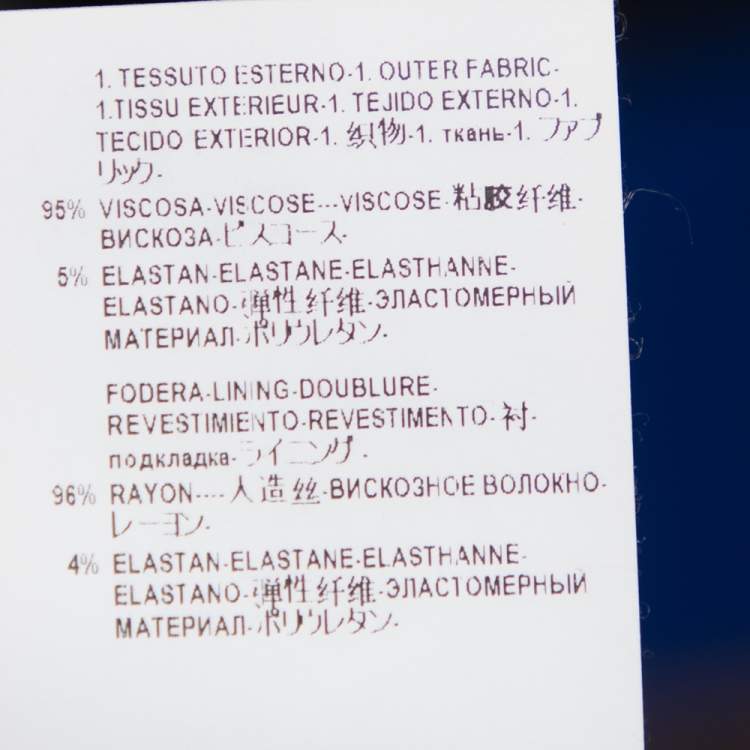 1. TESSUTO ESTERNO-1. OUTER FABRIC-
1.TISSU EXTERIEUR-1. TEJIDO EXTERNO-1.
TECIDO EXTERIOR-1. 织物-1. ткань-1. ファブ
リック-
95% VISCOSA-VISCOSE---VISCOSE-粘胶纤维-
ВИСКОЗА-ビスコース-
5% ELASTAN-ELASTANE-ELASTHANNE-
ELASTANO-弹性纤维-ЭЛАСТОМЕРНЫЙ
МАТЕРИАЛ-ポリウレタン-
FODERA-LINING-DOUBLURE-
REVESTIMIENTO-REVESTIMENTO-衬-
подкладка-ライニング-
96% RAYON----人造丝-ВИСКОЗНОЕ ВОЛОКНО-
レーヨン-
4% ELASTAN-ELASTANE-ELASTHANNE-
ELASTANO-弹性纤维-ЭЛАСТОМЕРНЫЙ
МАТЕРИАЛ-ポリウレタン-